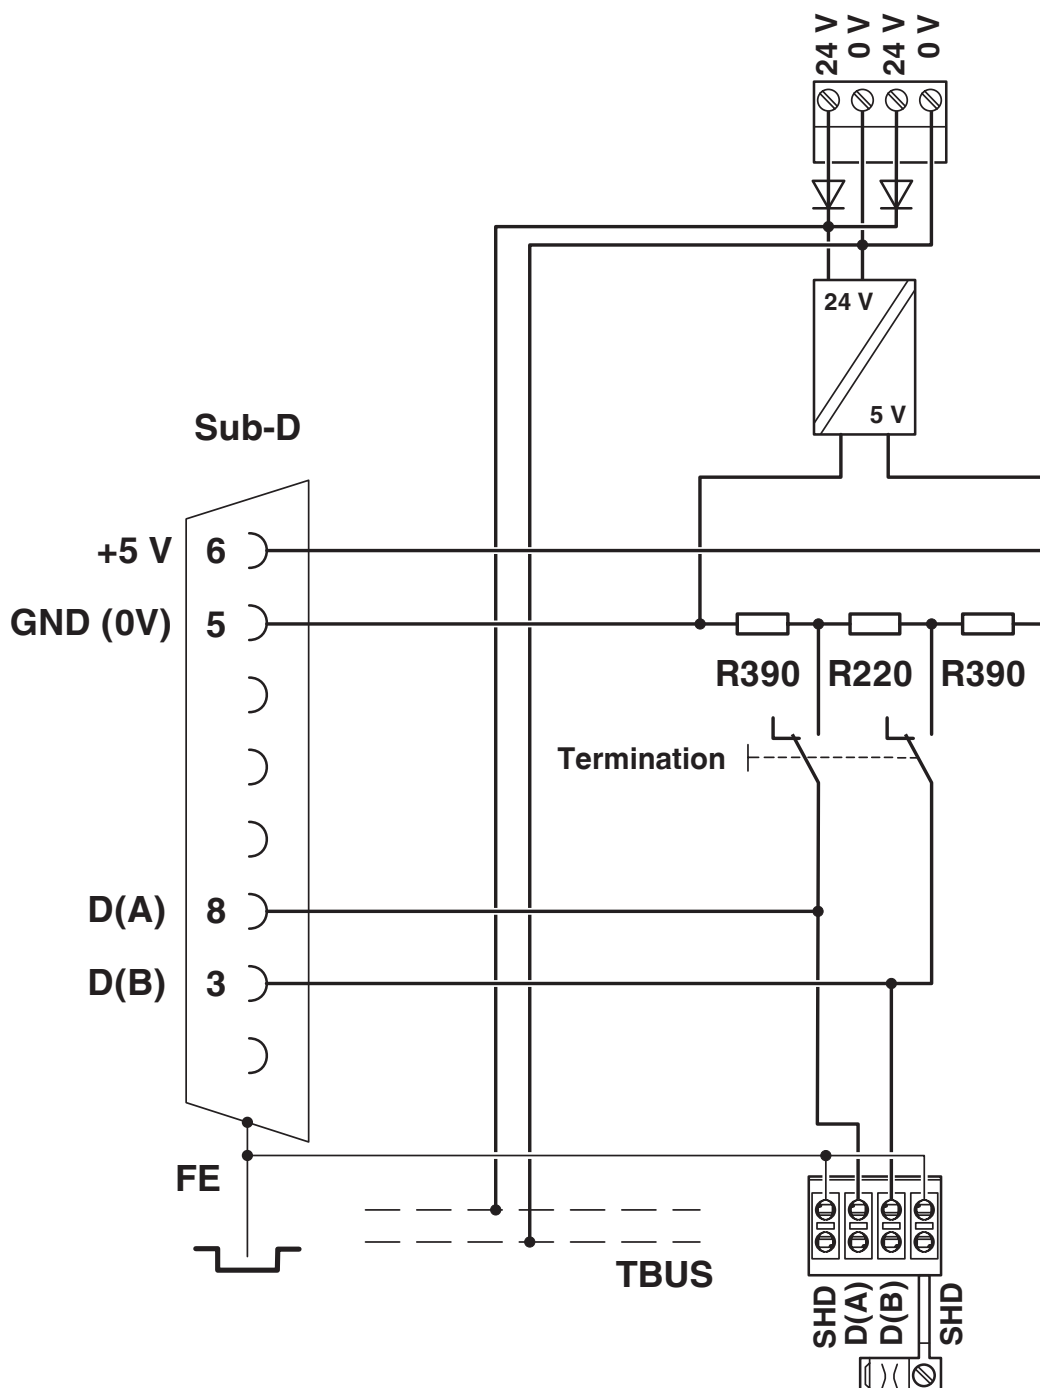 24 V
0 V
24 V
0 V
24 V
5 V
Sub-D
+5 V 6
GND (0V) 5
R390 R220 R390
Termination
D(A) 8
D(B) 3
FE
TBUS
SHD
D(A)
D(B)
SHD